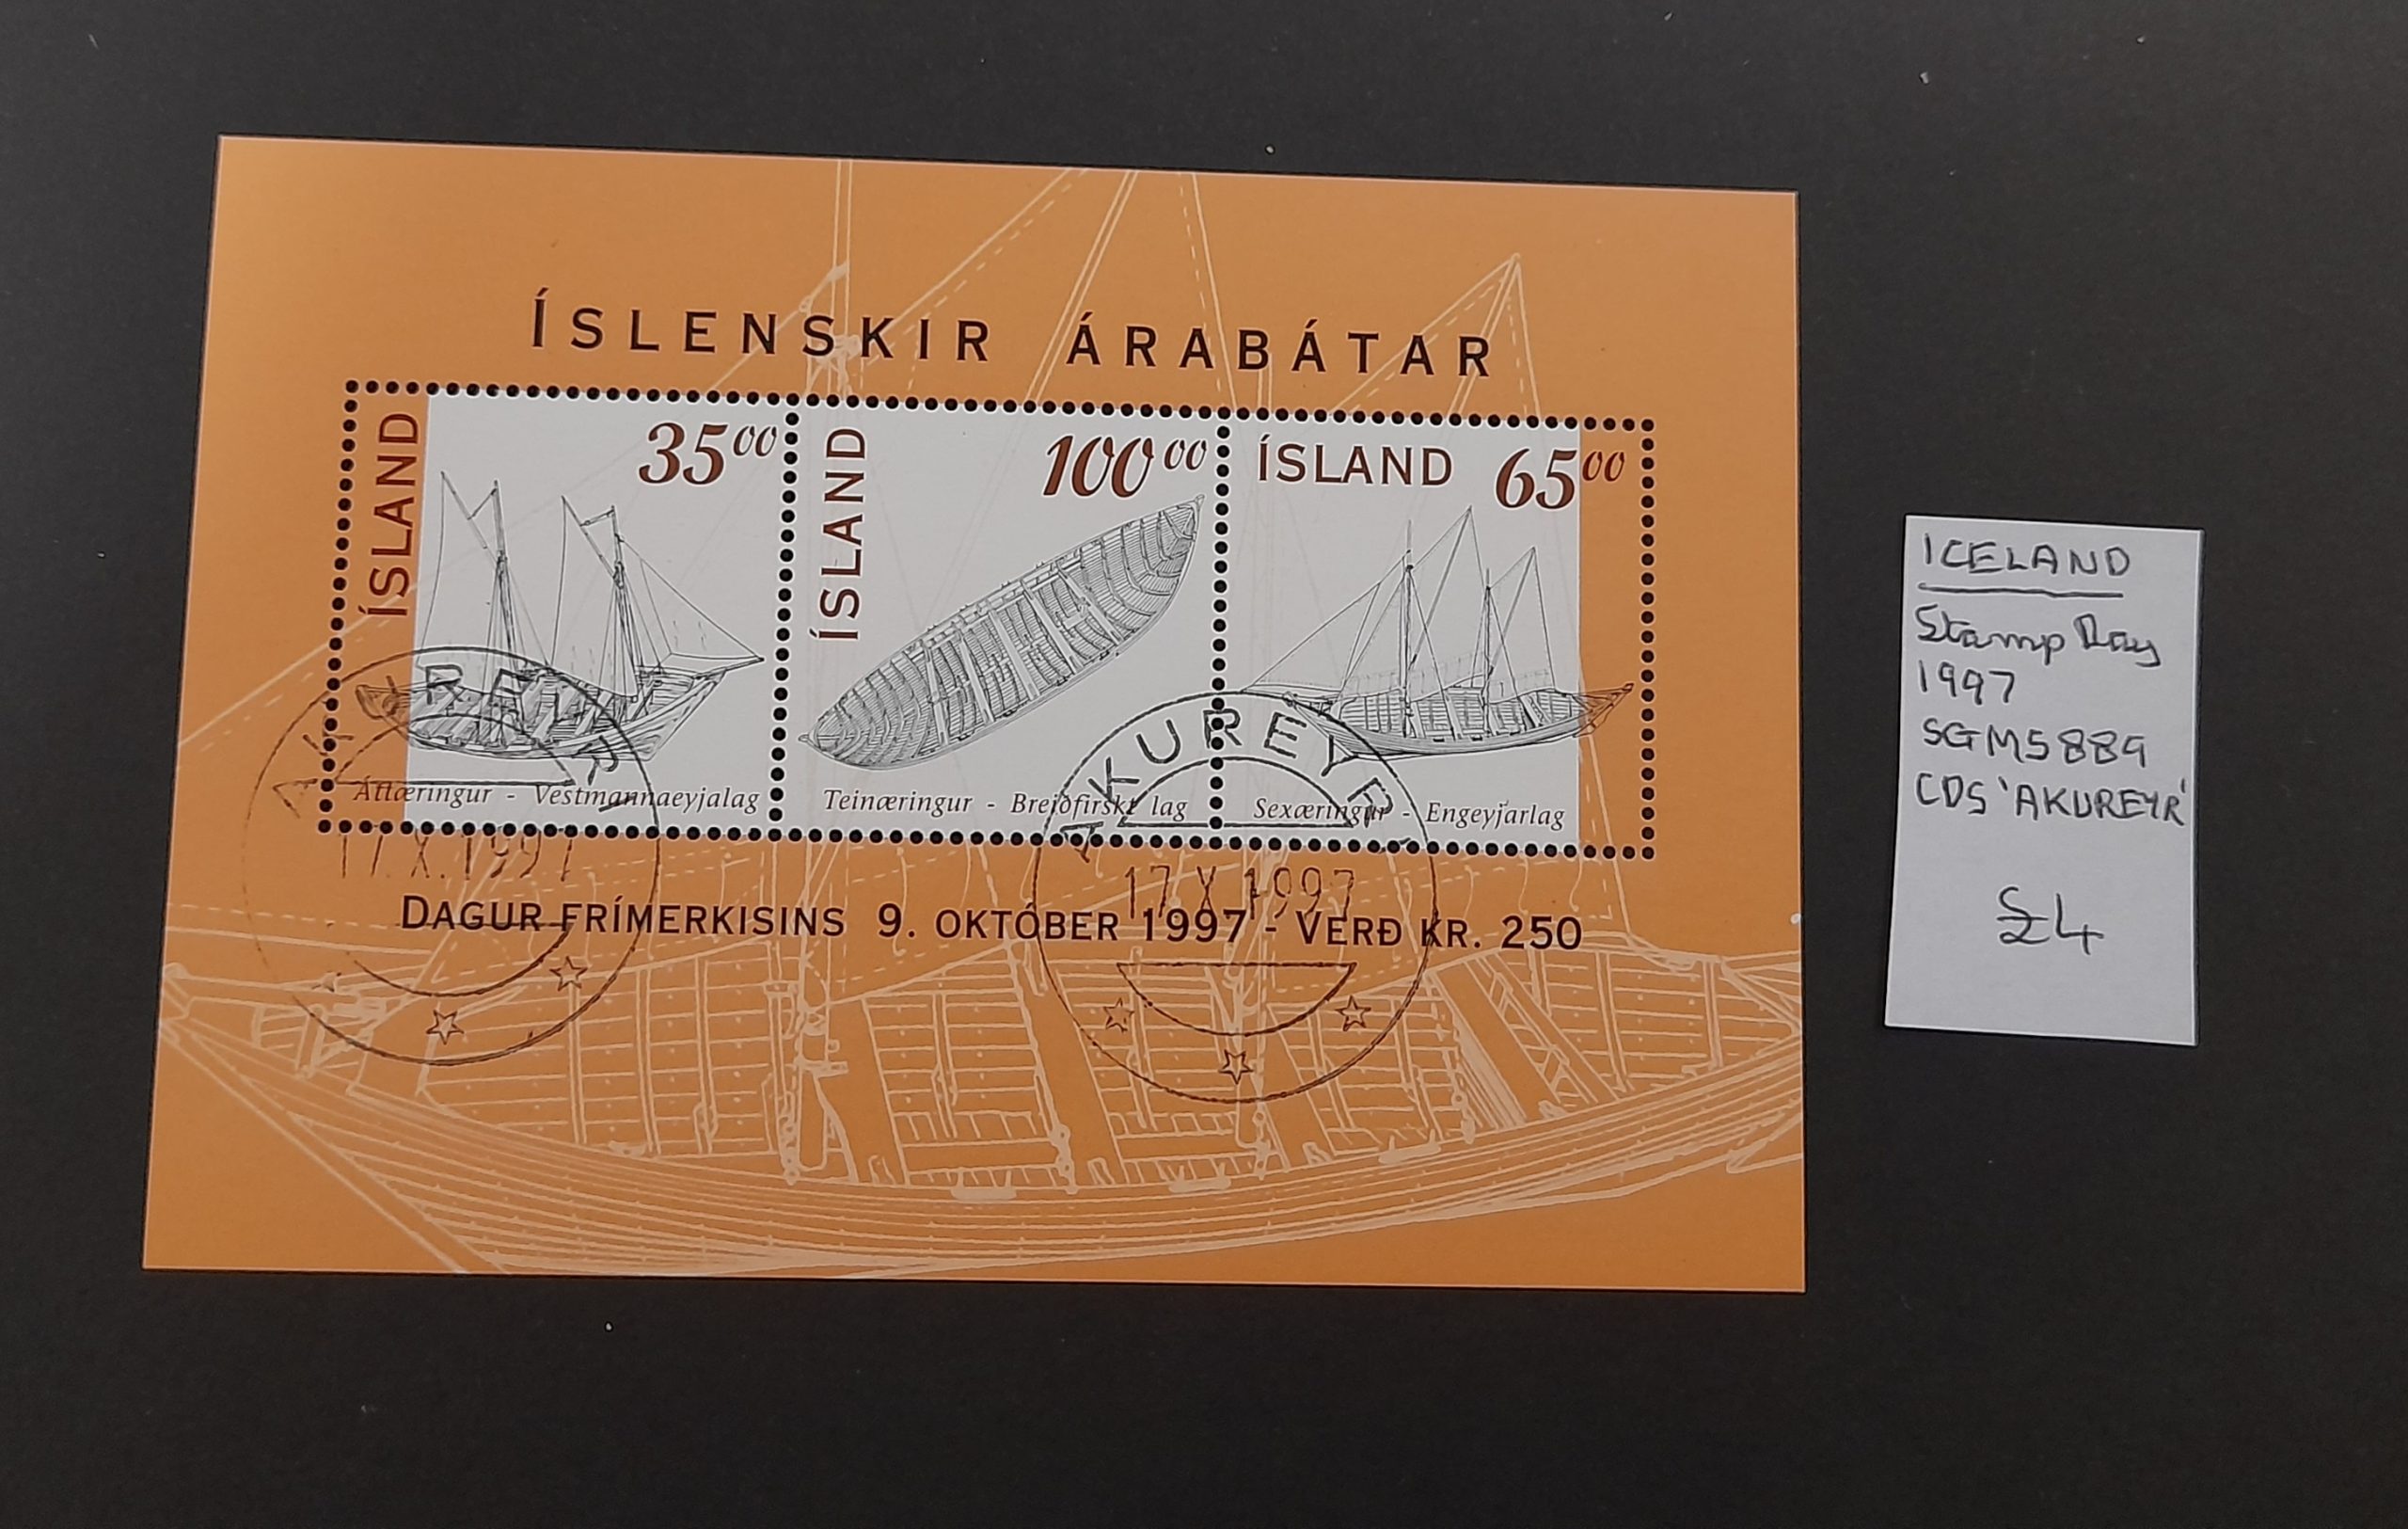 ÍSLENSKIR ÁRABÁTAR
ÍSLAND
35⁰⁰
ÍSLAND
100⁰⁰
ÍSLAND 65⁰⁰
Áttæringur - Vestmannaeyjalag
Teinæringur - Breiðfirskt lag
Sexæringur - Engeyjarlag
AKUREYRI
17.X.1997
AKUREYRI
17.X.1997
DAGUR FRÍMERKISINS 9. OKTÓBER 1997 - VERÐ KR. 250
ICELAND
Stamp Day
1997
SGMS889
CDS 'AKUREYR'
£4